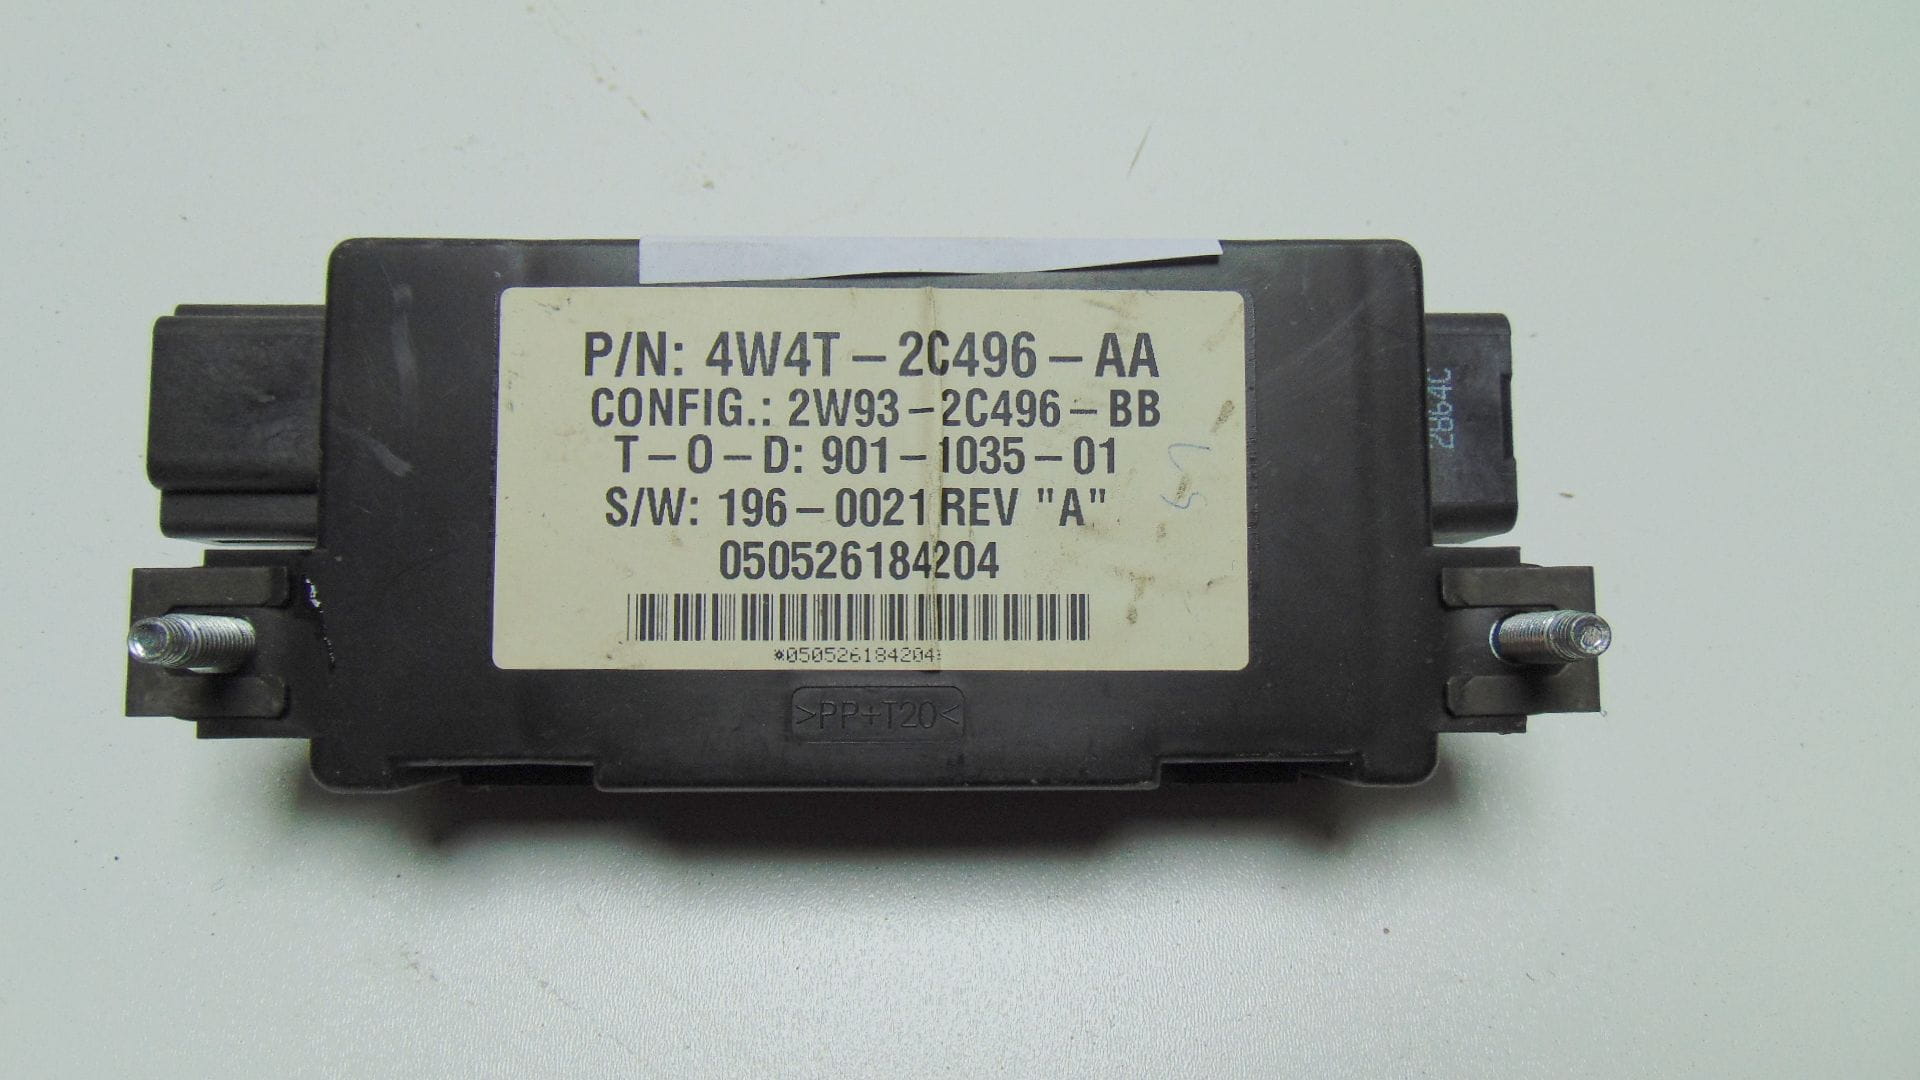 P/N: 4W4T-2C496-AA
CONFIG.: 2W93-2C496-BB
T-O-D: 901-1035-01
S/W: 196-0021 REV "A"
050526184204
*050526184204*
>PP+T20<
2864C